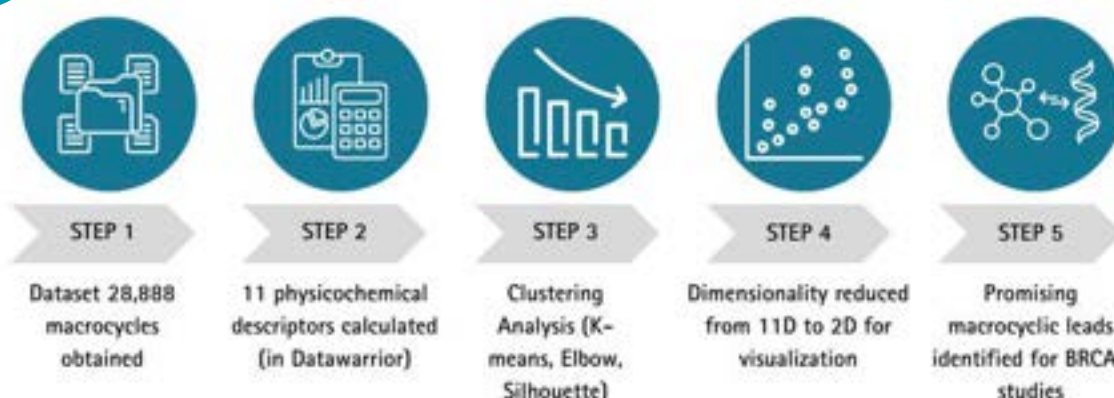 STEP 1
Dataset 28,888
macrocycles
obtained
STEP 2
11 physicochemical
descriptors calculated
(in Datawarrior)
STEP 3
Clustering
Analysis (K-
means, Elbow,
Silhouette)
STEP 4
Dimensionality reduced
from 11D to 2D for
visualization
STEP 5
Promising
macrocyclic leads
identified for BRCA
studies